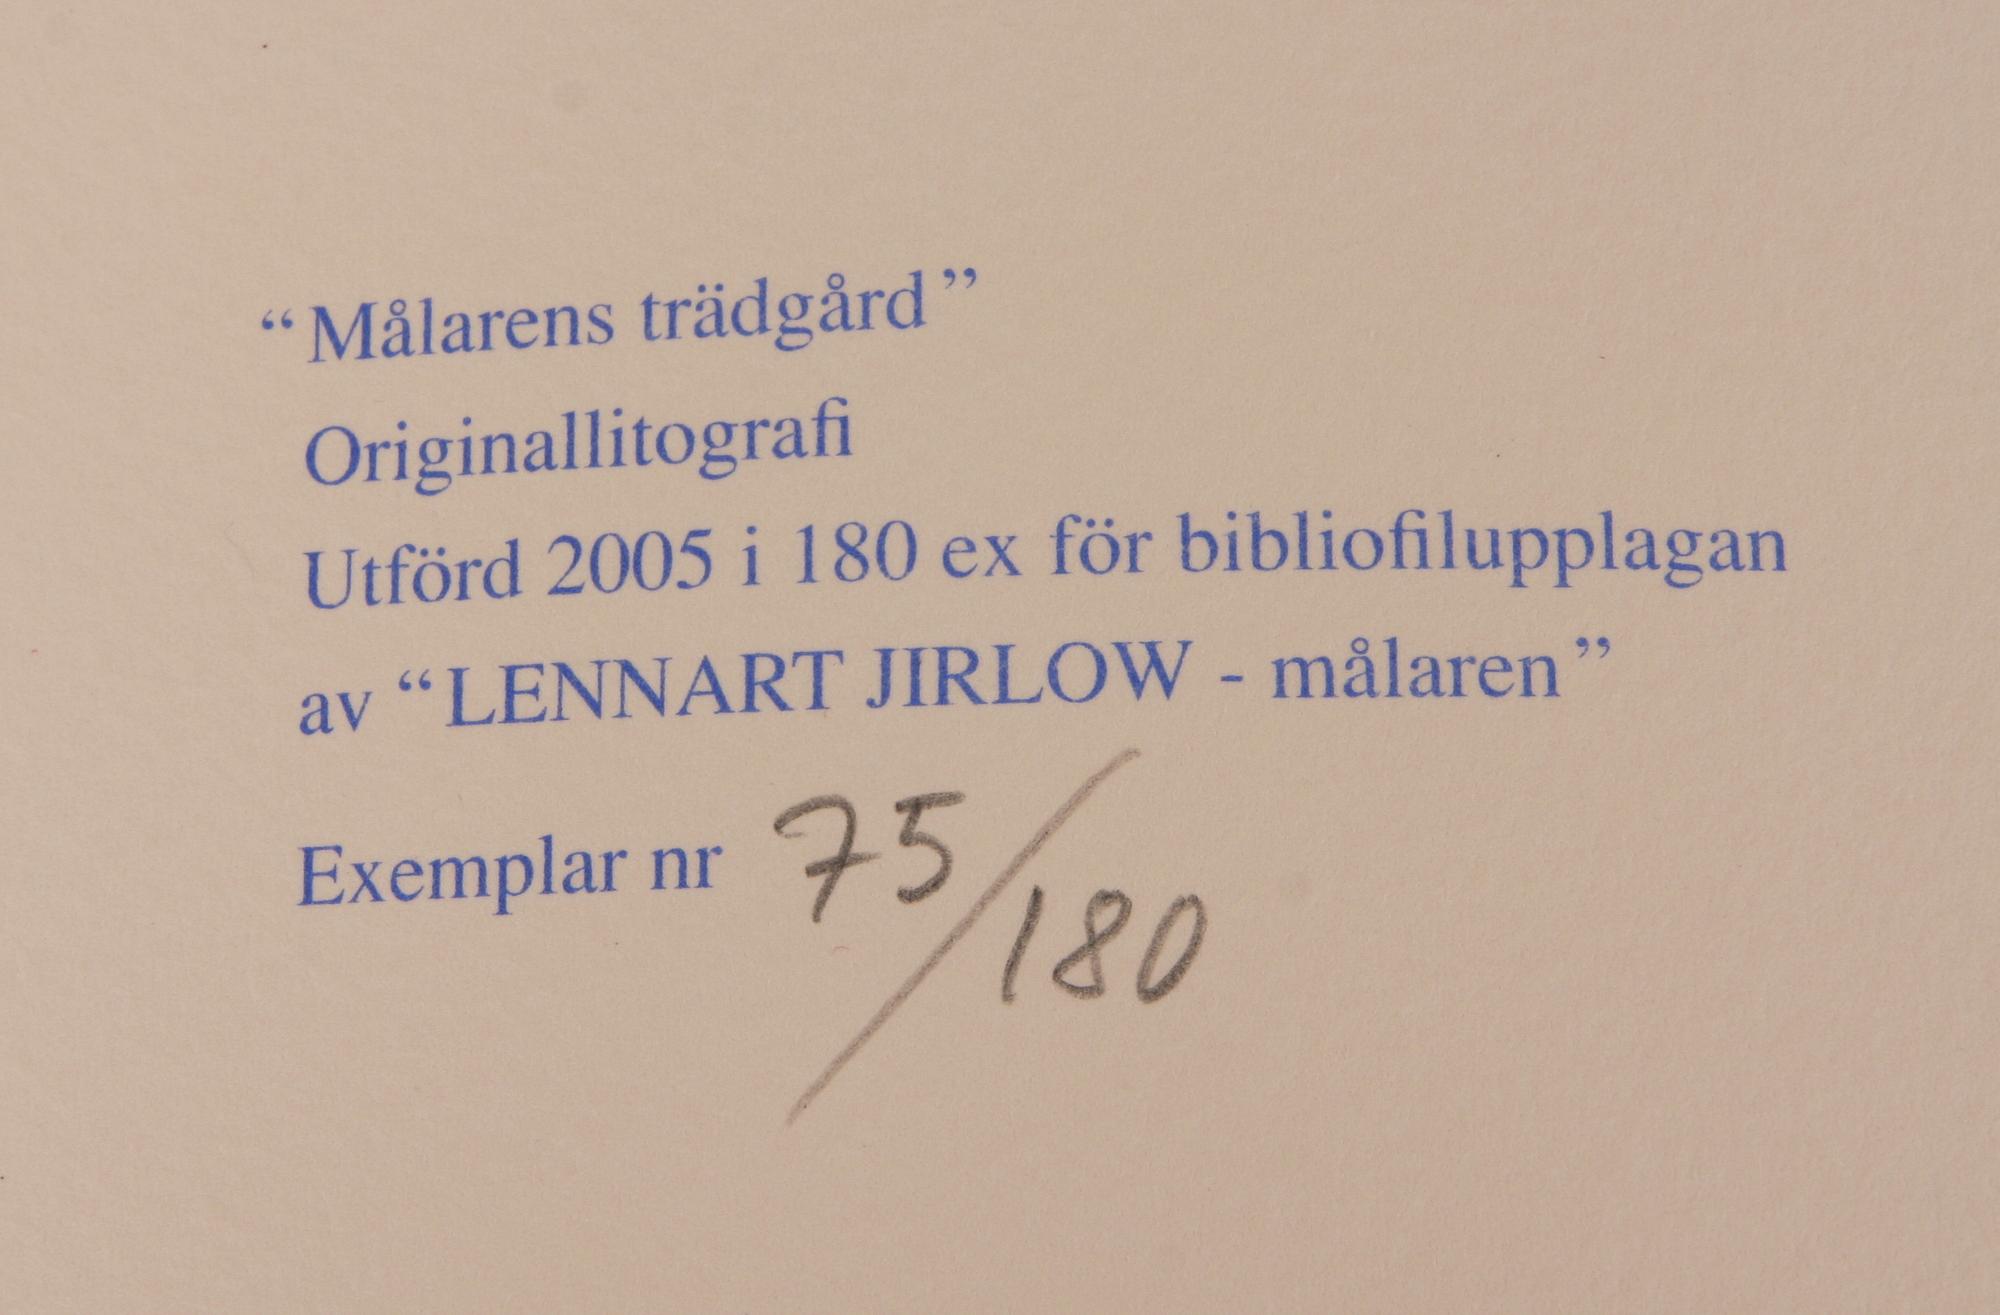 “Målarens trädgård”
Originallitografi
Utförd 2005 i 180 ex för bibliofilupplagan
av “LENNART JIRLOW - målaren”
Exemplar nr 75/180